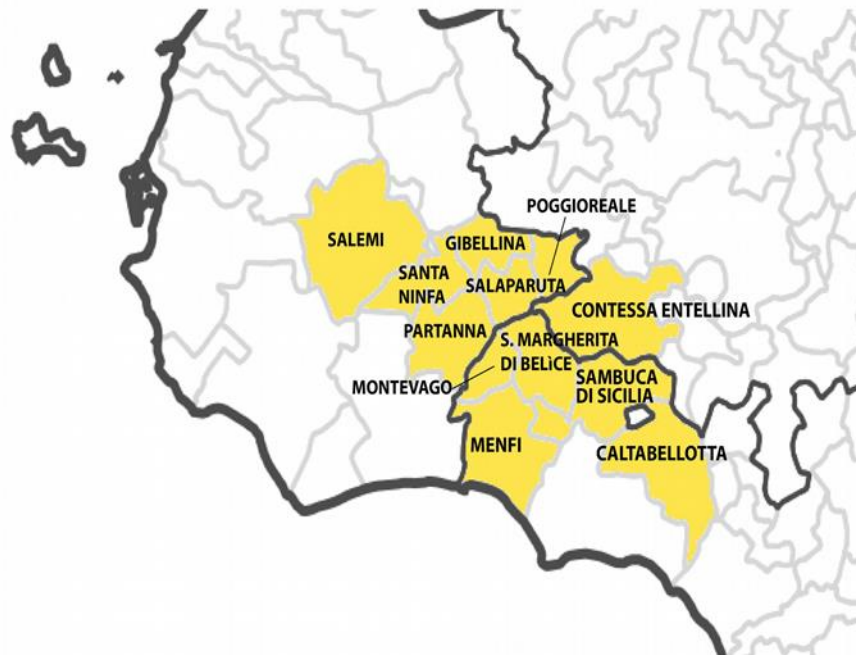 POGGIOREALE
SALEMI
GIBELLINA
SANTA
NINFA
SALAPARUTA
CONTESSA ENTELLINA
PARTANNA
S. MARGHERITA
DI BELìCE
MONTEVAGO
SAMBUCA
DI SICILIA
MENFI
CALTABELLOTTA